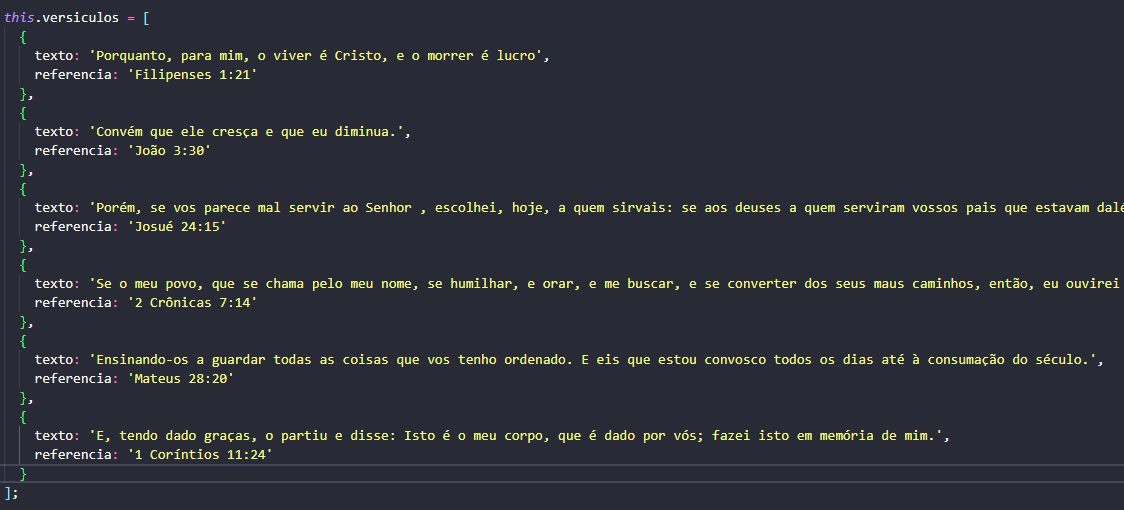 this.versiculos = [
{
texto: 'Porquanto, para mim, o viver é Cristo, e o morrer é lucro',
referencia: 'Filipenses 1:21'
},
{
texto: 'Convém que ele cresça e que eu diminua.',
referencia: 'João 3:30'
},
{
texto: 'Porém, se vos parece mal servir ao Senhor , escolhei, hoje, a quem sirvais: se aos deuses a quem serviram vossos pais que estavam
referencia: 'Josué 24:15'
},
{
texto: 'Se o meu povo, que se chama pelo meu nome, se humilhar, e orar, e me buscar, e se converter dos seus maus caminhos, então, eu ouvirei
referencia: '2 Crônicas 7:14'
},
{
texto: 'Ensinando-os a guardar todas as coisas que vos tenho ordenado. E eis que estou convosco todos os dias até à consumação do século.',
referencia: 'Mateus 28:20'
},
{
texto: 'E, tendo dado graças, o partiu e disse: Isto é o meu corpo, que é dado por vós; fazei isto em memória de mim.',
referencia: '1 Coríntios 11:24'
}
];